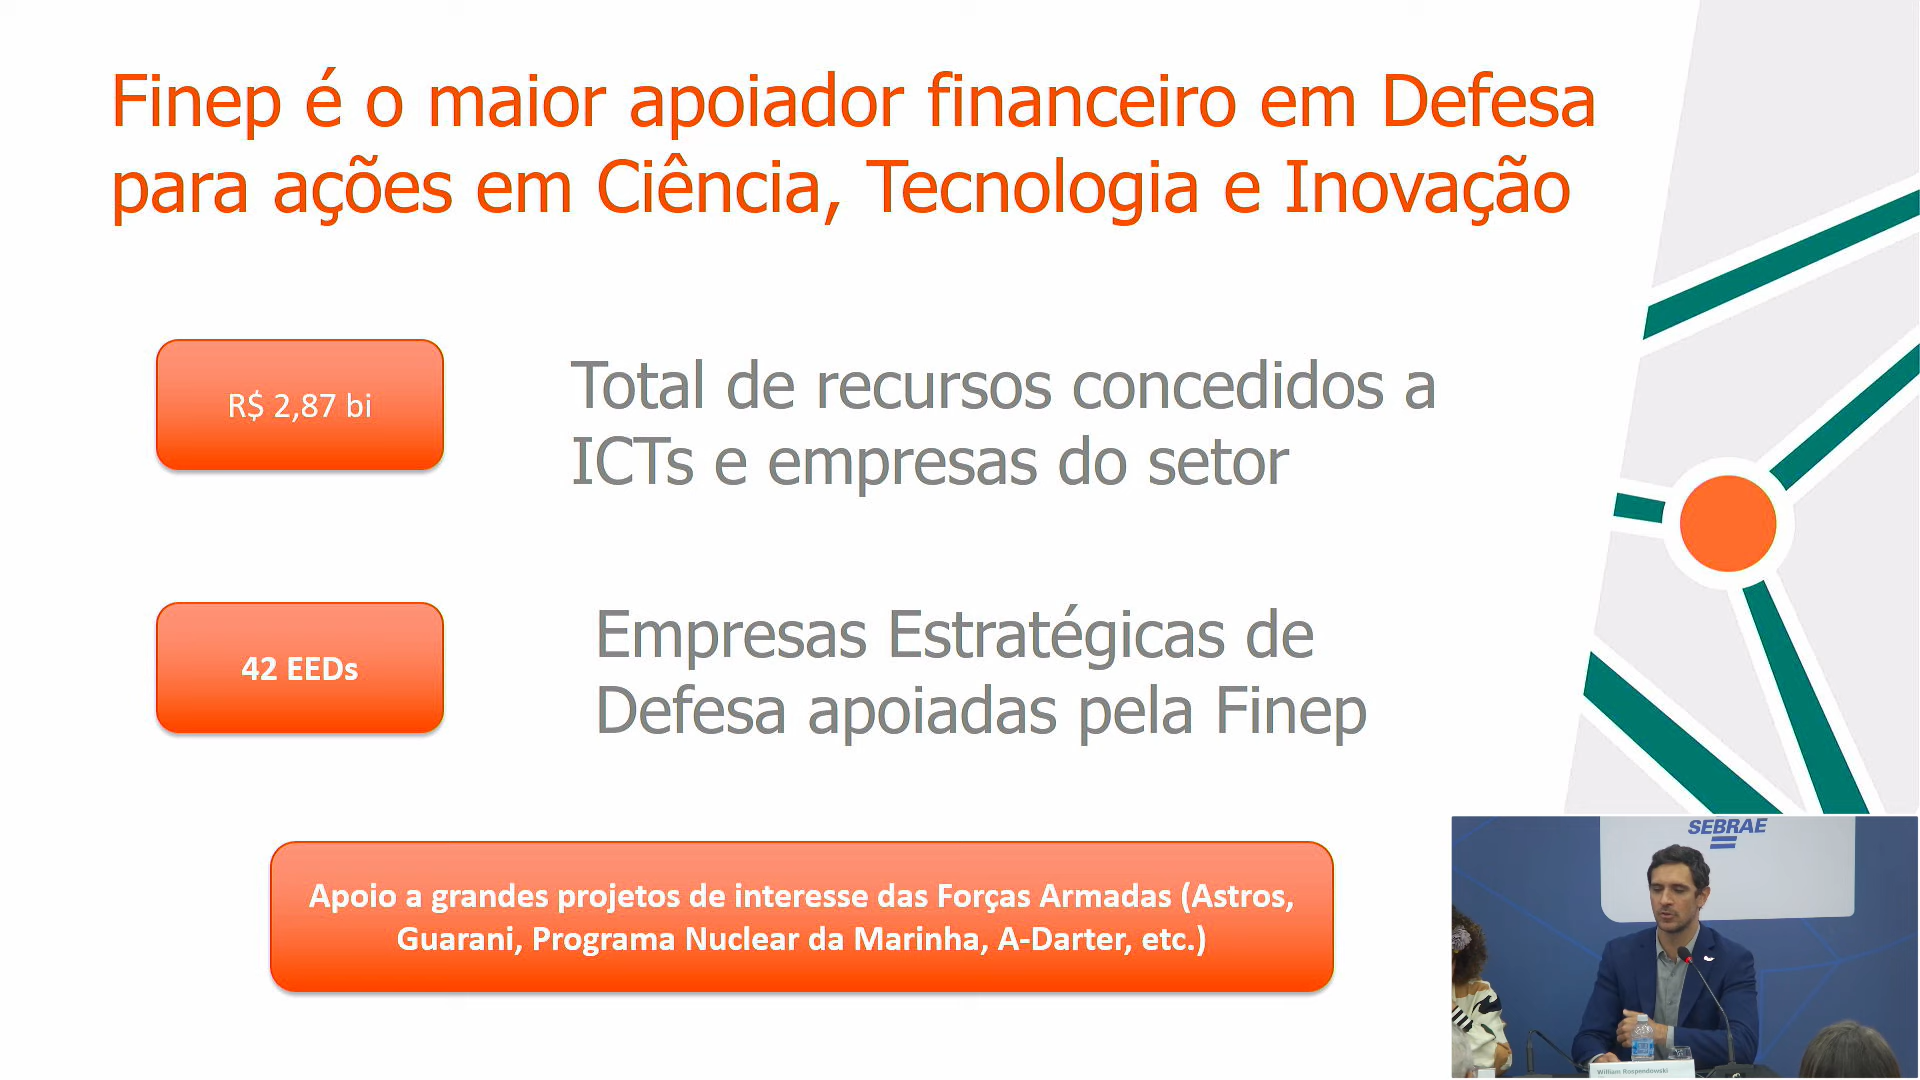 Finep é o maior apoiador financeiro em Defesa
para ações em Ciência, Tecnologia e Inovação
R$ 2,87 bi
Total de recursos concedidos a
ICTs e empresas do setor
42 EEDs
Empresas Estratégicas de
Defesa apoiadas pela Finep
Apoio a grandes projetos de interesse das Forças Armadas (Astros,
Guarani, Programa Nuclear da Marinha, A-Darter, etc.)
SEBRAE
William Rospendowski